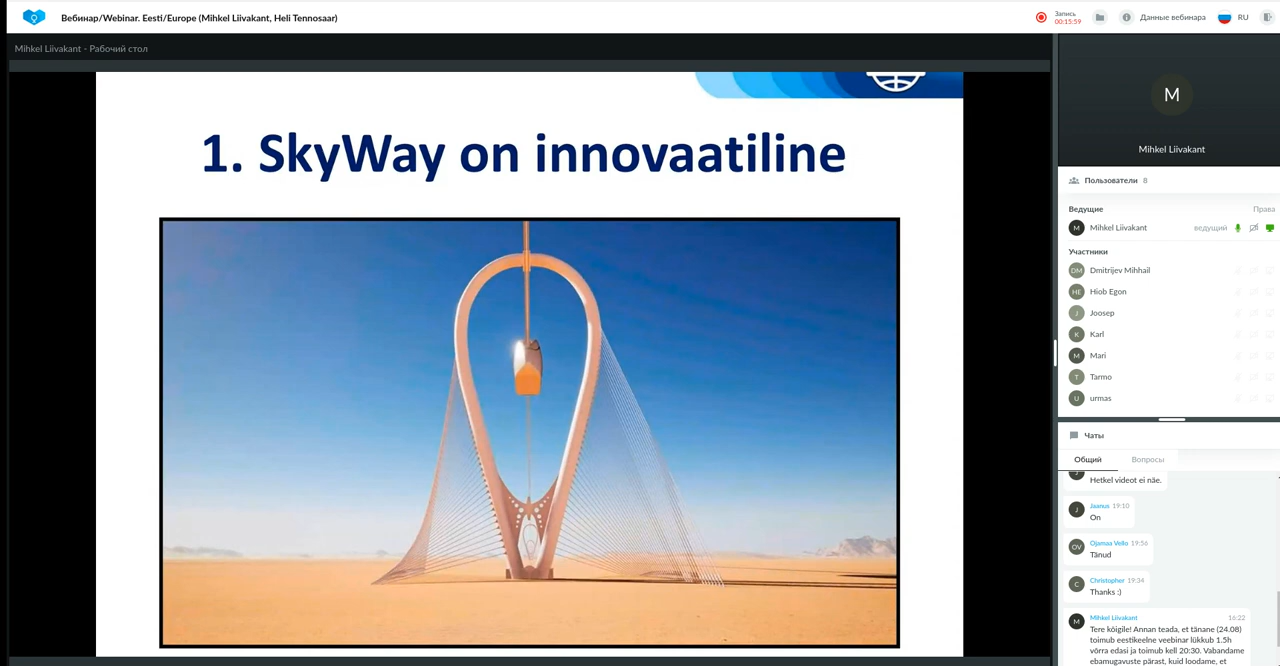 Вебинар/Webinar. Eesti/Europe (Mihkel Liivakant, Heli Tennosaar)
Запись
00:15:59
Данные вебинара
RU
Mihkel Liivakant - Рабочий стол
1. SkyWay on innovaatiline
M
Mihkel Liivakant
Пользователи 8
Ведущие Права
M Mihkel Liivakant ведущий
Участники
DM Dmitrijev Mihhail
HE Hiob Egon
J Joosep
K Karl
M Mari
T Tarmo
U urmas
Чаты
Общий Вопросы
Hetkel videot ei näe.
J Jaanus 19:10
On
OV Ojamaa Vello 19:56
Tänud
C Christopher 19:34
Thanks :)
M Mihkel Liivakant 16:22
Tere kõigile! Annan teada, et tänane (24.08)
toimub eestikeelne veebinar lükkub 1.5h
võrra edasi ja toimub kell 20:30. Vabandame
ebamugavuste pärast, kuid loodame, et